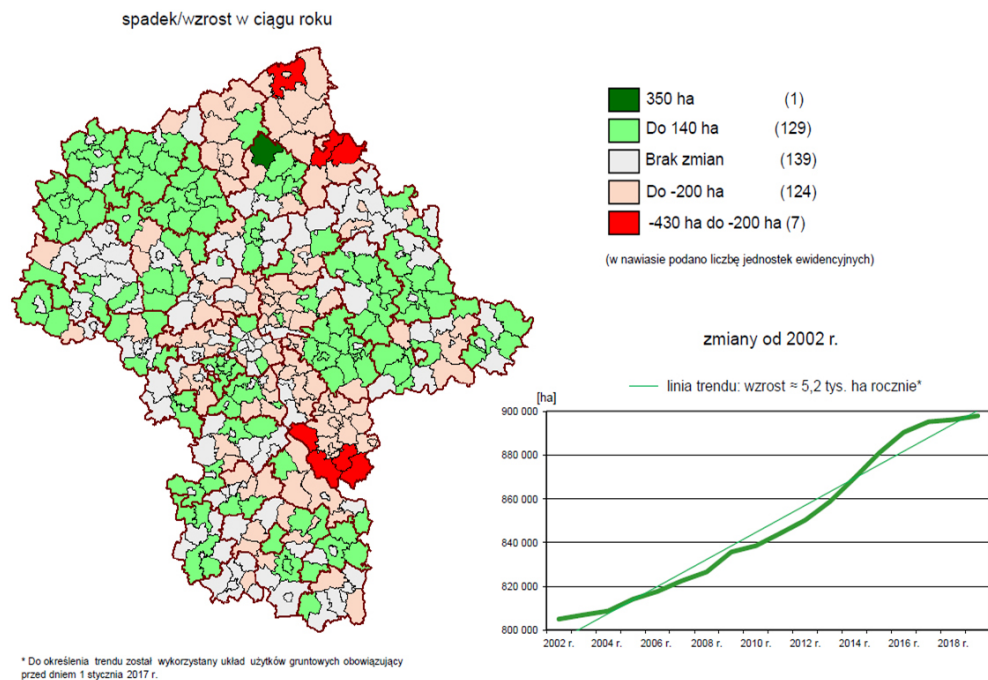 spadek/wzrost w ciągu roku
350 ha (1)
Do 140 ha (129)
Brak zmian (139)
Do -200 ha (124)
-430 ha do -200 ha (7)
(w nawiasie podano liczbę jednostek ewidencyjnych)
zmiany od 2002 r.
linia trendu: wzrost ≈ 5,2 tys. ha rocznie*
[ha]
900 000
880 000
860 000
840 000
820 000
800 000
2002 r. 2004 r. 2006 r. 2008 r. 2010 r. 2012 r. 2014 r. 2016 r. 2018 r.
* Do określenia trendu został wykorzystany układ użytków gruntowych obowiązujący
przed dniem 1 stycznia 2017 r.